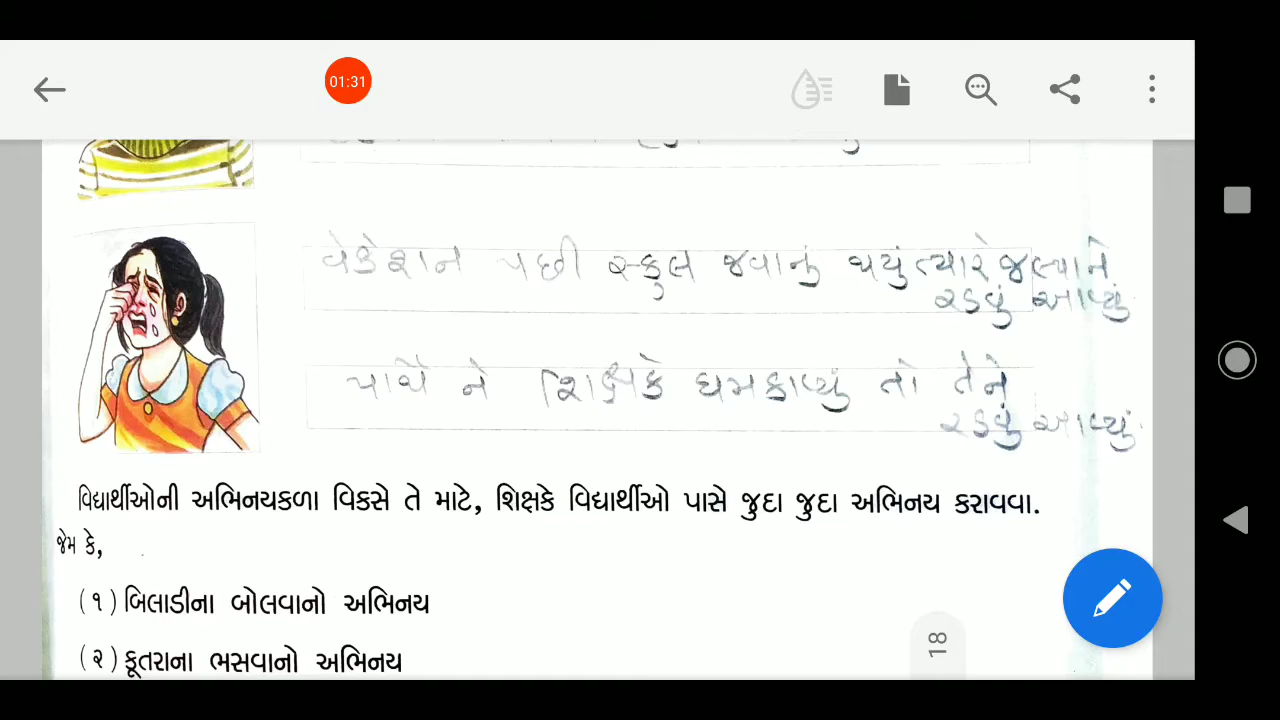 01:31
વેકેશન પછી સ્કુલ જવાનું થયું ત્યારે જલ્પાને
રડવું આવ્યું
પાર્થ ને શિક્ષકે ધમકાવ્યું તો તેને
રડવું આવ્યું.
વિદ્યાર્થીઓની અભિનયકળા વિકસે તે માટે, શિક્ષકે વિદ્યાર્થીઓ પાસે જુદા જુદા અભિનય કરાવવા.
જેમ કે,
(૧) બિલાડીના બોલવાનો અભિનય
(૨) કૂતરાના ભસવાનો અભિનય
18